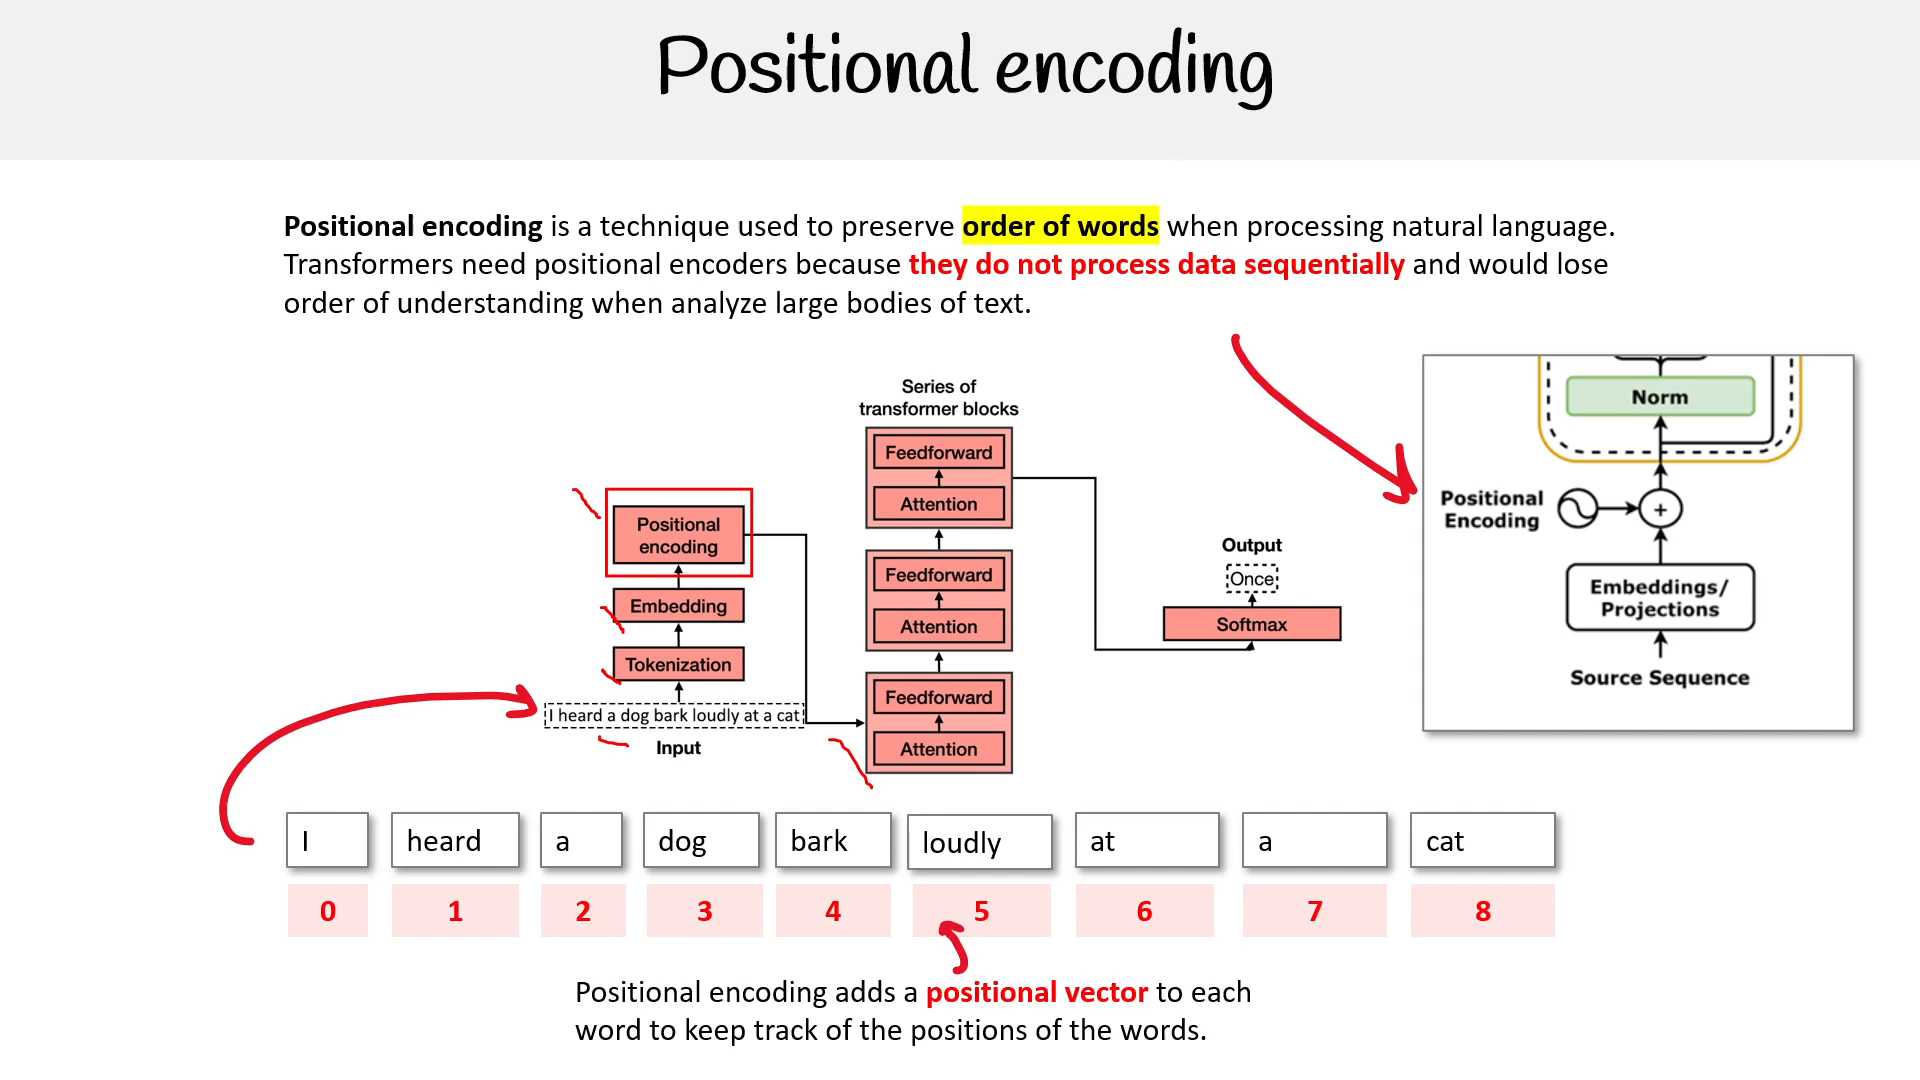 Positional encoding
Positional encoding is a technique used to preserve order of words when processing natural language.
Transformers need positional encoders because they do not process data sequentially and would lose
order of understanding when analyze large bodies of text.
Series of
transformer blocks
Feedforward
Attention
Feedforward
Attention
Feedforward
Attention
Positional
encoding
Embedding
Tokenization
I heard a dog bark loudly at a cat
Input
Output
Once
Softmax
Norm
Positional
Encoding
+
Embeddings/
Projections
Source Sequence
I heard a dog bark loudly at a cat
0 1 2 3 4 5 6 7 8
Positional encoding adds a positional vector to each
word to keep track of the positions of the words.